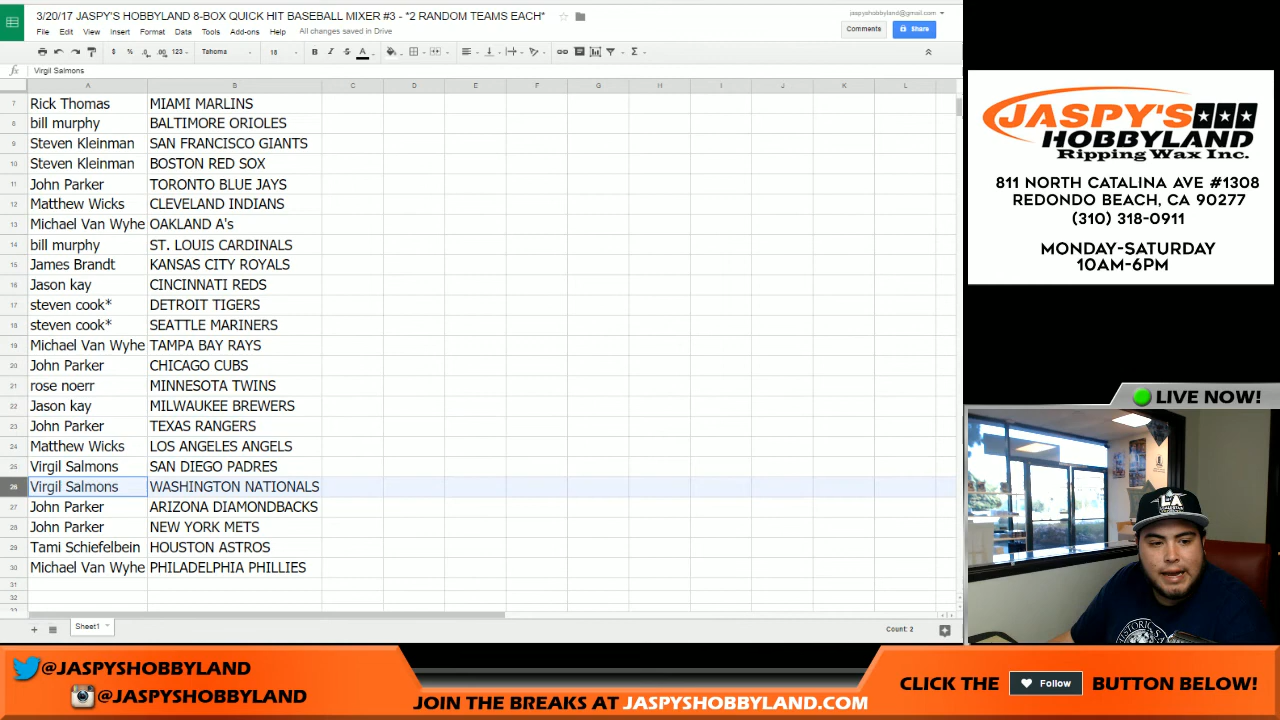 3/20/17 JASPY'S HOBBYLAND 8-BOX QUICK HIT BASEBALL MIXER #3 - *2 RANDOM TEAMS EACH*
jaspyshobbyland@gmail.com
File Edit View Insert Format Data Tools Add-ons Help All changes saved in Drive
Comments
Share
$ % .0 .00 123 Tahoma 18 B I A
fx Virgil Salmons
A B C D E F G H I J K L
7 Rick Thomas MIAMI MARLINS
8 bill murphy BALTIMORE ORIOLES
9 Steven Kleinman SAN FRANCISCO GIANTS
10 Steven Kleinman BOSTON RED SOX
11 John Parker TORONTO BLUE JAYS
12 Matthew Wicks CLEVELAND INDIANS
13 Michael Van Wyhe OAKLAND A's
14 bill murphy ST. LOUIS CARDINALS
15 James Brandt KANSAS CITY ROYALS
16 Jason kay CINCINNATI REDS
17 steven cook* DETROIT TIGERS
18 steven cook* SEATTLE MARINERS
19 Michael Van Wyhe TAMPA BAY RAYS
20 John Parker CHICAGO CUBS
21 rose noerr MINNESOTA TWINS
22 Jason kay MILWAUKEE BREWERS
23 John Parker TEXAS RANGERS
24 Matthew Wicks LOS ANGELES ANGELS
25 Virgil Salmons SAN DIEGO PADRES
26 Virgil Salmons WASHINGTON NATIONALS
27 John Parker ARIZONA DIAMONDBACKS
28 John Parker NEW YORK METS
29 Tami Schiefelbein HOUSTON ASTROS
30 Michael Van Wyhe PHILADELPHIA PHILLIES
31
32
Sheet1
Count: 2
JASPY'S
HOBBYLAND
Ripping Wax Inc.
811 NORTH CATALINA AVE #1308
REDONDO BEACH, CA 90277
(310) 318-0911
MONDAY-SATURDAY
10AM-6PM
LIVE NOW!
LA
@JASPYSHOBBYLAND
@JASPYSHOBBYLAND
JOIN THE BREAKS AT JASPYSHOBBYLAND.COM
CLICK THE Follow BUTTON BELOW!